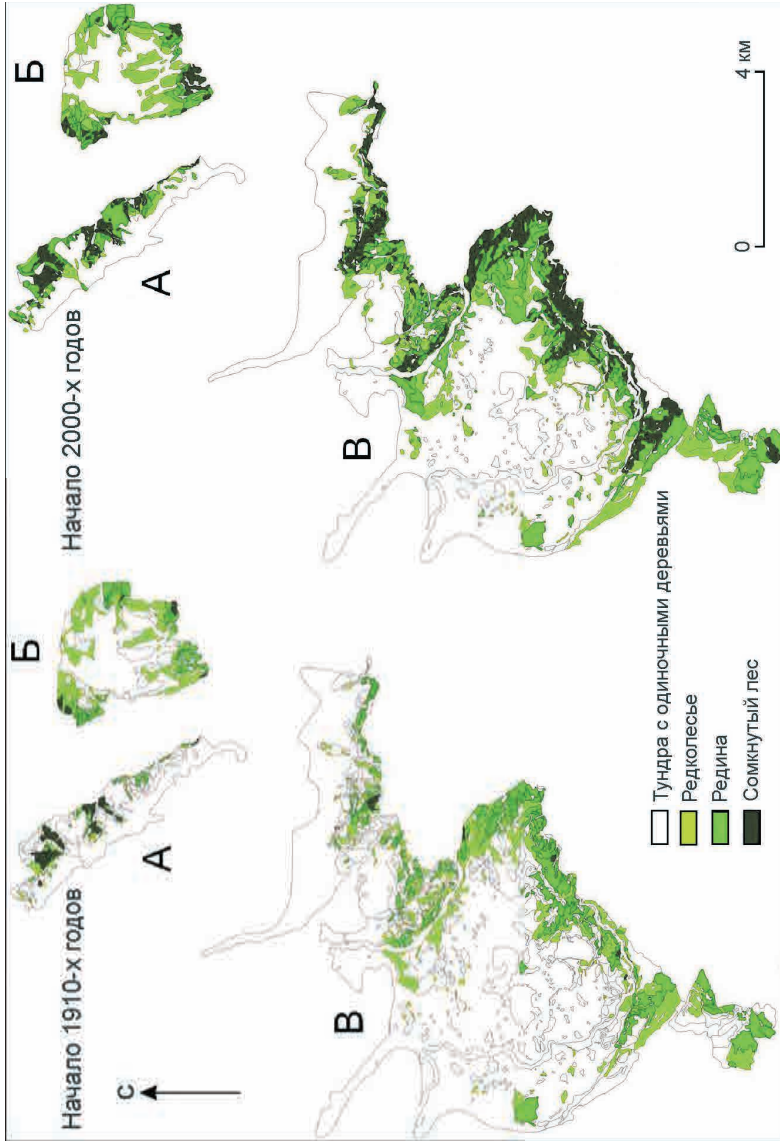 Начало 1910-х годов
Начало 2000-х годов
С
А
Б
В
А
Б
В
Тундра с одиночными деревьями
Редколесье
Редина
Сомкнутый лес
0 4 км